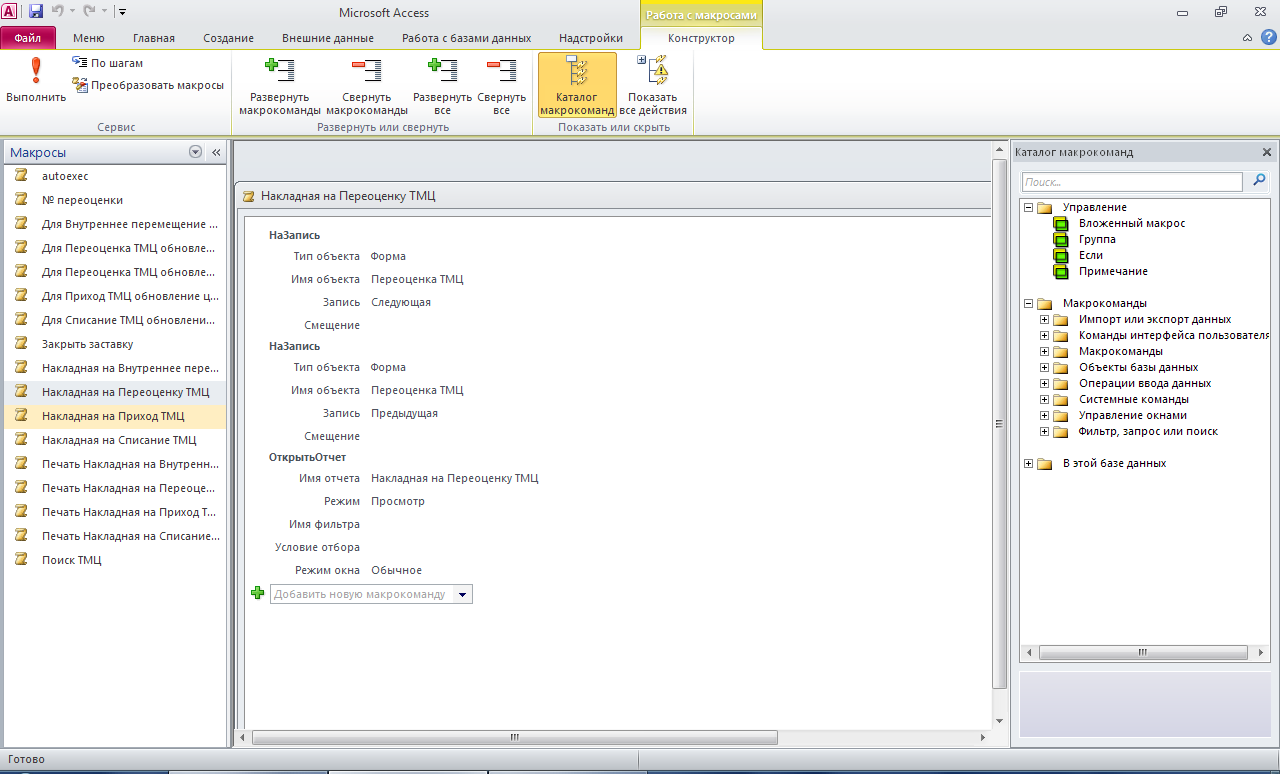 Microsoft Access
Работа с макросами
Файл Меню Главная Создание Внешние данные Работа с базами данных Надстройки Конструктор
Выполнить
По шагам
Преобразовать макросы
Сервис
Развернуть макрокоманды
Свернуть макрокоманды
Развернуть все
Свернуть все
Развернуть или свернуть
Каталог макрокоманд
Показать все действия
Показать или скрыть
Макросы
autoexec
№ переоценки
Для Внутреннее перемещение ...
Для Переоценка ТМЦ обновле...
Для Переоценка ТМЦ обновле...
Для Приход ТМЦ обновление ц...
Для Списание ТМЦ обновлени...
Закрыть заставку
Накладная на Внутреннее пере...
Накладная на Переоценку ТМЦ
Накладная на Приход ТМЦ
Накладная на Списание ТМЦ
Печать Накладная на Внутренн...
Печать Накладная на Переоце...
Печать Накладная на Приход Т...
Печать Накладная на Списание...
Поиск ТМЦ
Накладная на Переоценку ТМЦ
НаЗапись
Тип объекта Форма
Имя объекта Переоценка ТМЦ
Запись Следующая
Смещение
НаЗапись
Тип объекта Форма
Имя объекта Переоценка ТМЦ
Запись Предыдущая
Смещение
ОткрытьОтчет
Имя отчета Накладная на Переоценку ТМЦ
Режим Просмотр
Имя фильтра
Условие отбора
Режим окна Обычное
Добавить новую макрокоманду
Каталог макрокоманд
Поиск...
Управление
Вложенный макрос
Группа
Если
Примечание
Макрокоманды
Импорт или экспорт данных
Команды интерфейса пользователя
Макрокоманды
Объекты базы данных
Операции ввода данных
Системные команды
Управление окнами
Фильтр, запрос или поиск
В этой базе данных
Готово